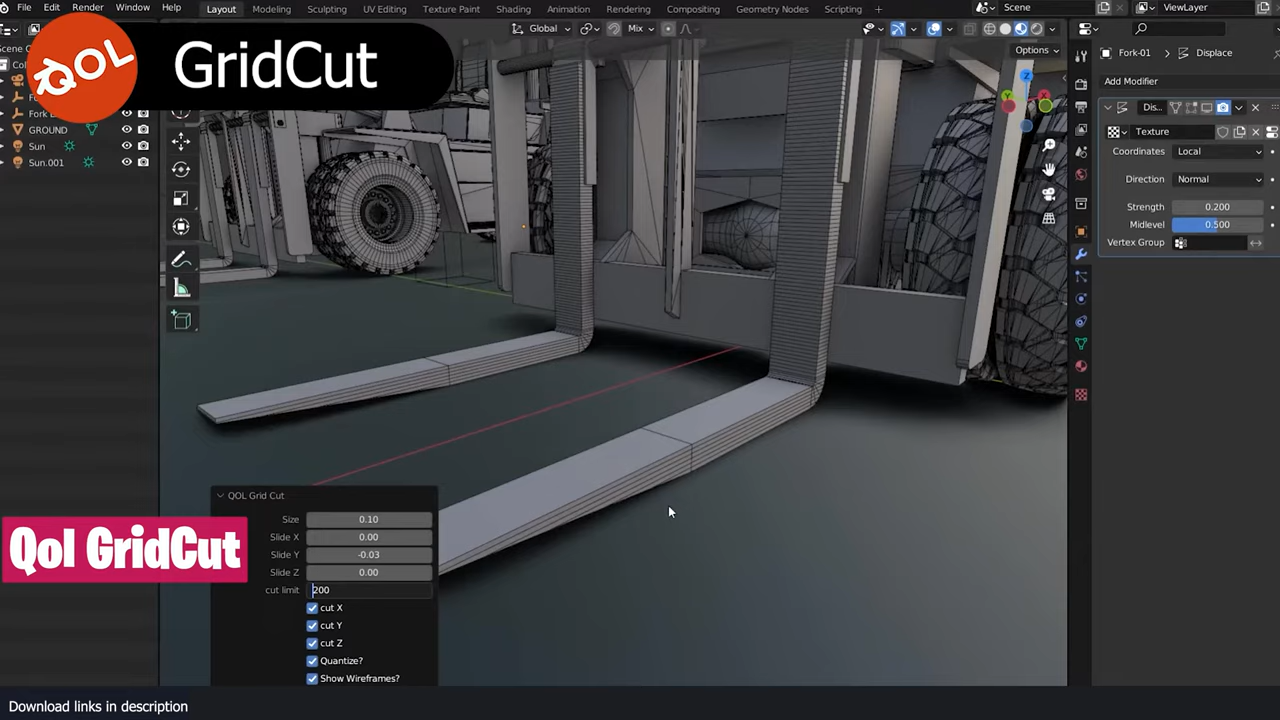 File Edit Render Window Help Layout Modeling Sculpting UV Editing Texture Paint Shading Animation Rendering Compositing Geometry Nodes Scripting Scene ViewLayer
Global Mix
Options
QOL
GridCut
Fork-01 Displace
Add Modifier
Dis...
Texture
Coordinates Local
Direction Normal
Strength 0.200
Midlevel 0.500
Vertex Group
GROUND
Sun
Sun.001
Z
Y
X
QOL Grid Cut
Size 0.10
Slide X 0.00
Slide Y -0.03
Slide Z 0.00
cut limit 200
cut X
cut Y
cut Z
Quantize?
Show Wireframes?
Qol GridCut
Download links in description